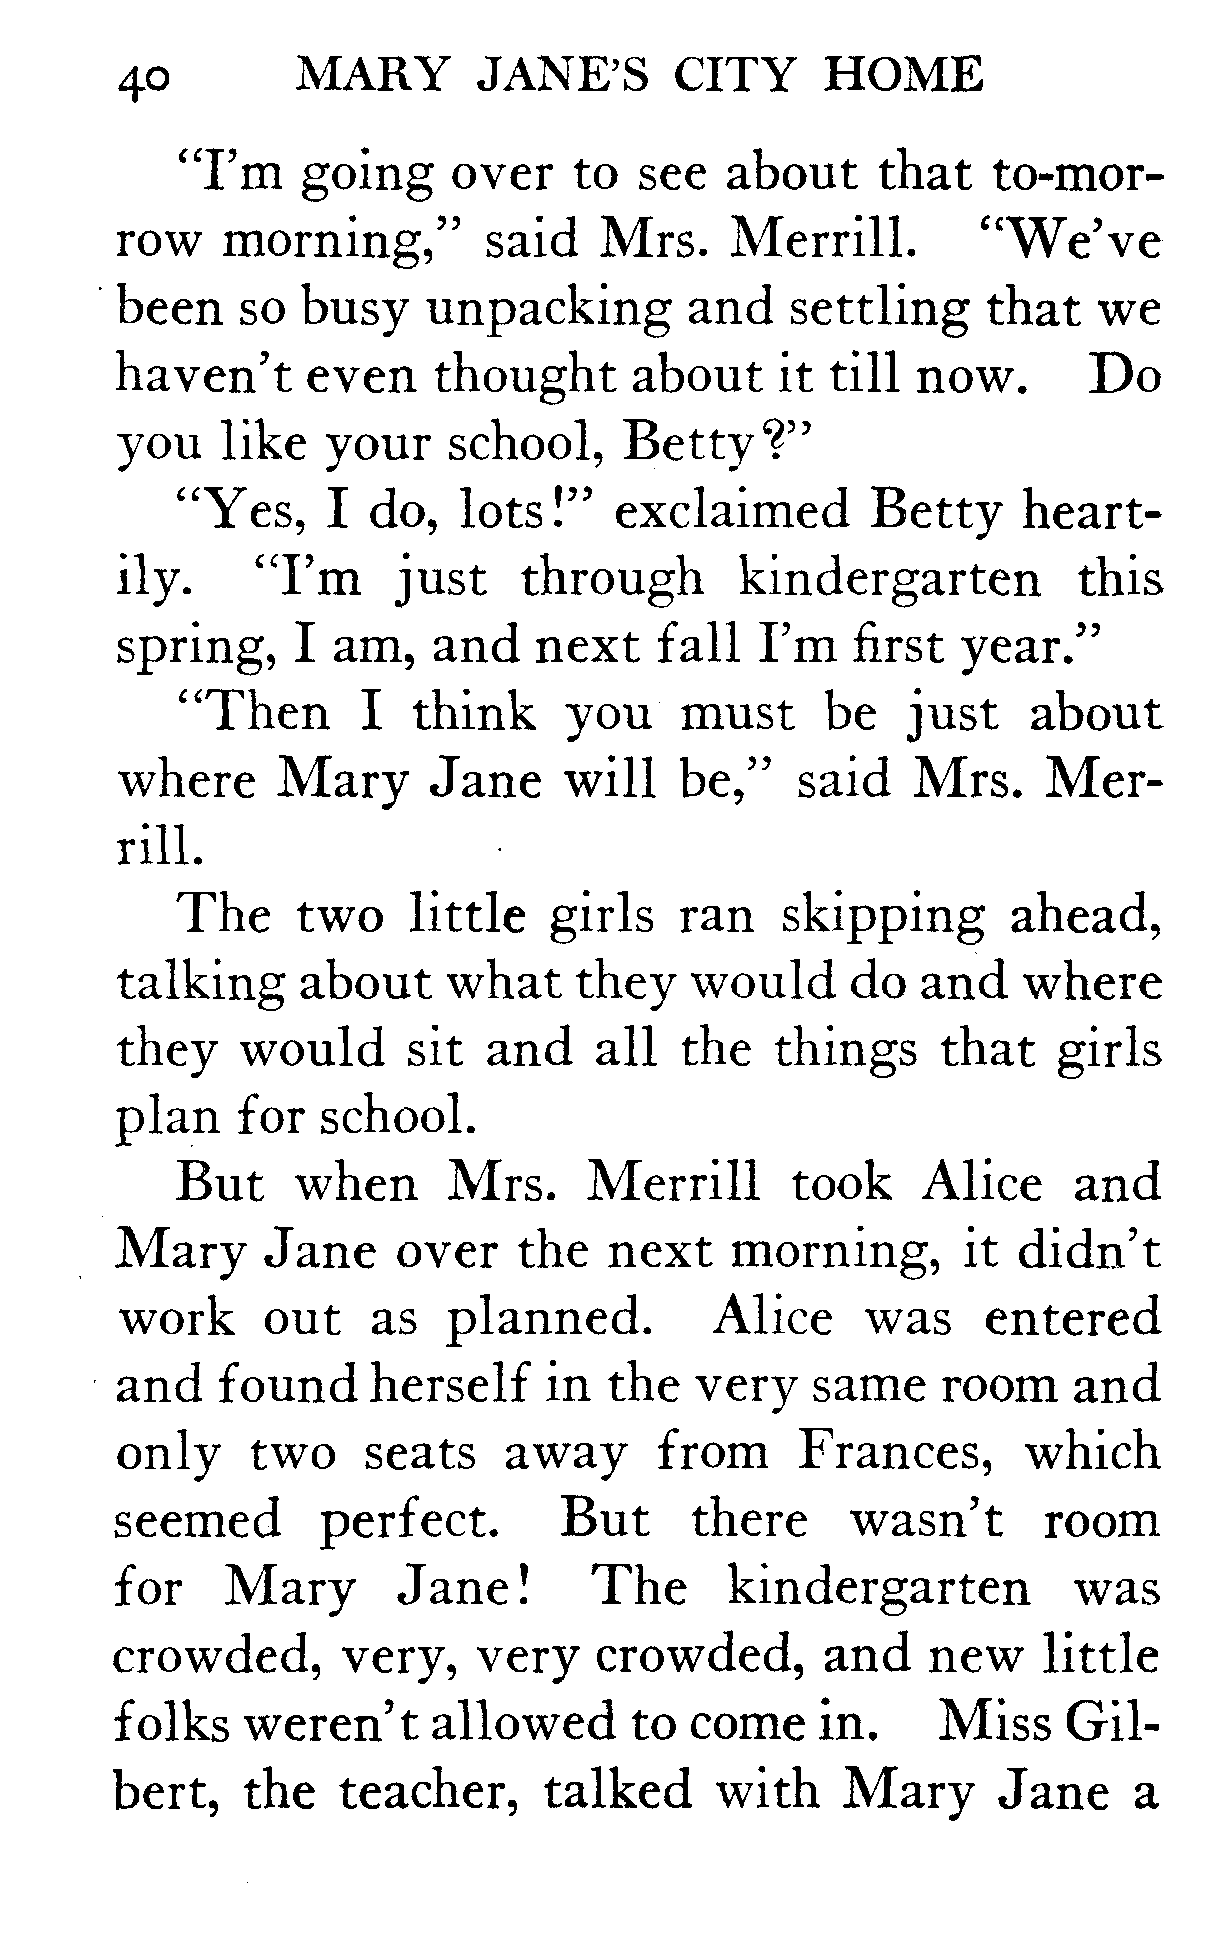 40 MARY JANE'S CITY HOME
"I'm going over to see about that to-mor-
row morning," said Mrs. Merrill. "We've
been so busy unpacking and settling that we
haven't even thought about it till now. Do
you like your school, Betty?"
"Yes, I do, lots!" exclaimed Betty heart-
ily. "I'm just through kindergarten this
spring, I am, and next fall I'm first year."
"Then I think you must be just about
where Mary Jane will be," said Mrs. Mer-
rill.
The two little girls ran skipping ahead,
talking about what they would do and where
they would sit and all the things that girls
plan for school.
But when Mrs. Merrill took Alice and
Mary Jane over the next morning, it didn't
work out as planned. Alice was entered
and found herself in the very same room and
only two seats away from Frances, which
seemed perfect. But there wasn't room
for Mary Jane! The kindergarten was
crowded, very, very crowded, and new little
folks weren't allowed to come in. Miss Gil-
bert, the teacher, talked with Mary Jane a